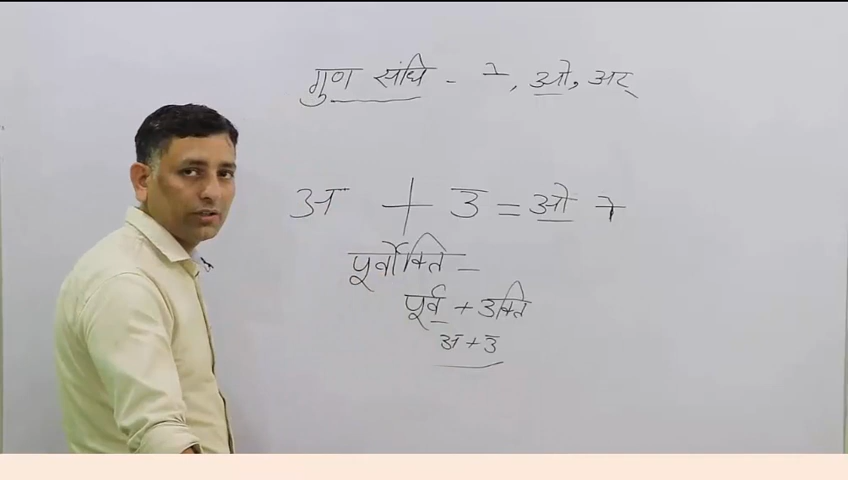 गुण संधि - े, ओ, अर्
अ + उ = ओ ो
पूर्वोक्ति -
पूर्व + उक्ति
अ + उ